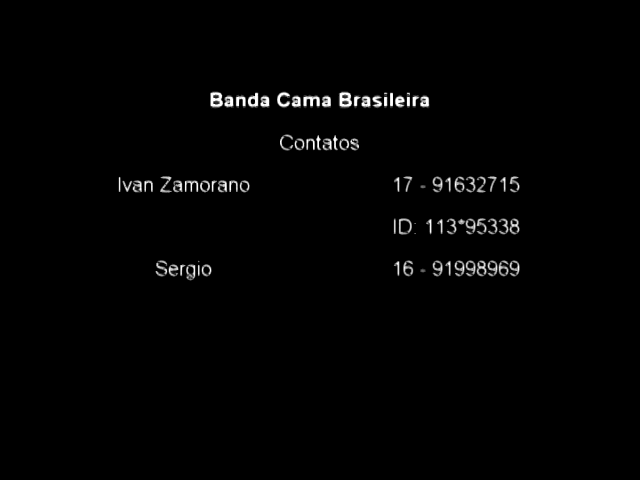 Banda Cama Brasileira
Contatos
Ivan Zamorano 17 - 91632715
ID: 113*95338
Sergio 16 - 91998969